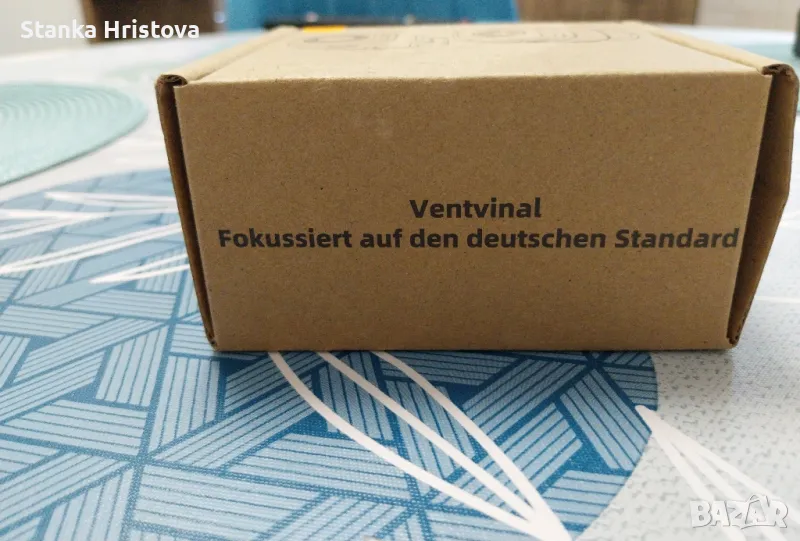 Stanka Hristova
Ventvinal
Fokussiert auf den deutschen Standard
BAZAR